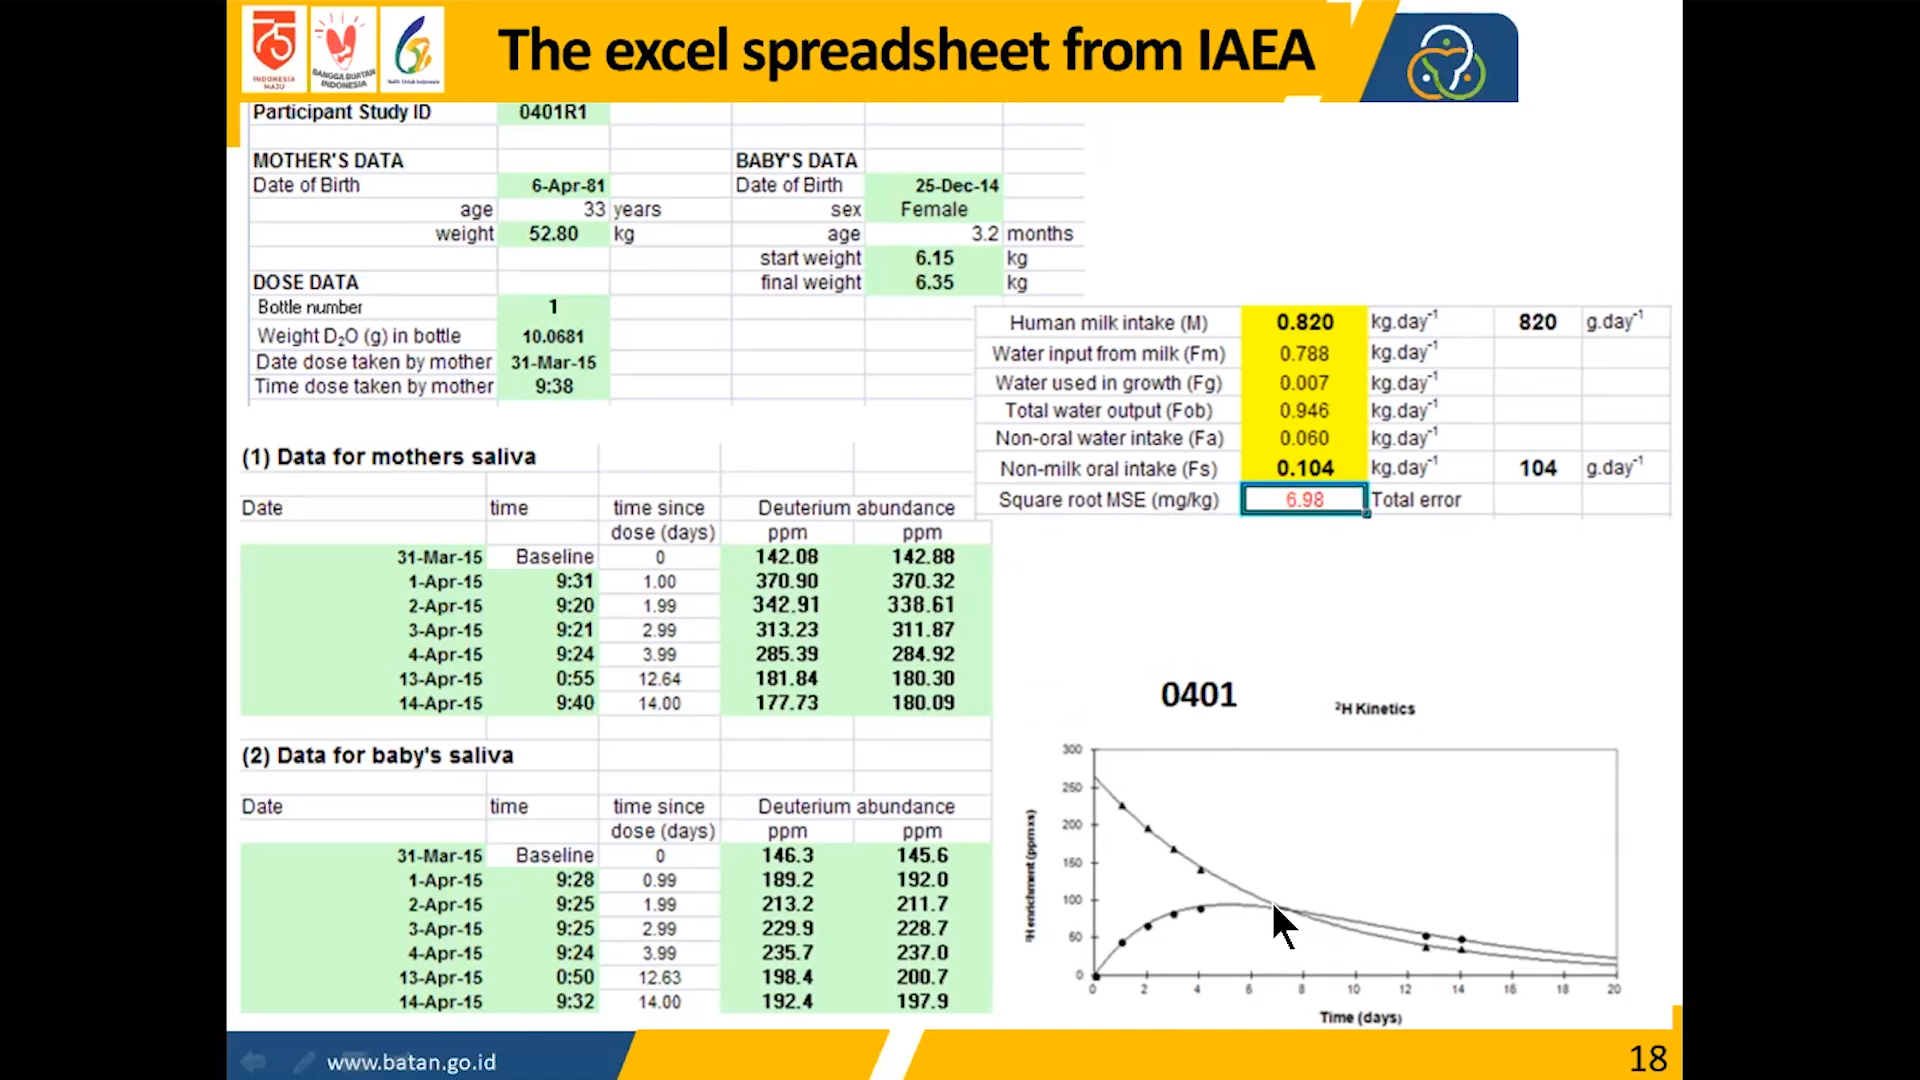 The excel spreadsheet from IAEA
INDONESIA
MAJU
BANGGA BUATAN
INDONESIA
Participant Study ID 0401R1
MOTHER'S DATA BABY'S DATA
Date of Birth 6-Apr-81 Date of Birth 25-Dec-14
age 33 years sex Female
weight 52.80 kg age 3.2 months
start weight 6.15 kg
DOSE DATA final weight 6.35 kg
Bottle number 1
Weight D2O (g) in bottle 10.0681
Date dose taken by mother 31-Mar-15
Time dose taken by mother 9:38
Human milk intake (M) 0.820 kg.day-1 820 g.day-1
Water input from milk (Fm) 0.788 kg.day-1
Water used in growth (Fg) 0.007 kg.day-1
Total water output (Fob) 0.946 kg.day-1
Non-oral water intake (Fa) 0.060 kg.day-1
Non-milk oral intake (Fs) 0.104 kg.day-1 104 g.day-1
Square root MSE (mg/kg) 6.98 Total error
(1) Data for mothers saliva
Date time time since Deuterium abundance
dose (days) ppm ppm
31-Mar-15 Baseline 0 142.08 142.88
1-Apr-15 9:31 1.00 370.90 370.32
2-Apr-15 9:20 1.99 342.91 338.61
3-Apr-15 9:21 2.99 313.23 311.87
4-Apr-15 9:24 3.99 285.39 284.92
13-Apr-15 0:55 12.64 181.84 180.30
14-Apr-15 9:40 14.00 177.73 180.09
(2) Data for baby's saliva
Date time time since Deuterium abundance
dose (days) ppm ppm
31-Mar-15 Baseline 0 146.3 145.6
1-Apr-15 9:28 0.99 189.2 192.0
2-Apr-15 9:25 1.99 213.2 211.7
3-Apr-15 9:25 2.99 229.9 228.7
4-Apr-15 9:24 3.99 235.7 237.0
13-Apr-15 0:50 12.63 198.4 200.7
14-Apr-15 9:32 14.00 192.4 197.9
0401
²H Kinetics
²H enrichment (ppmxs)
300
250
200
150
100
50
0
0 2 4 6 8 10 12 14 16 18 20
Time (days)
www.batan.go.id
18